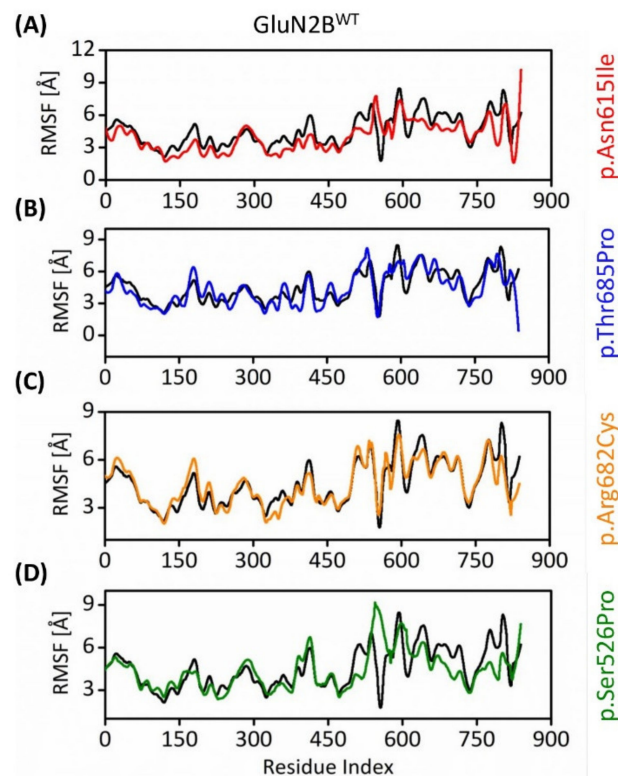 (A)
GluN2B^WT
12
9
6
3
0
RMSF [Å]
0 150 300 450 600 750 900
p.Asn615Ile
(B)
9
6
3
0
RMSF [Å]
0 150 300 450 600 750 900
p.Thr685Pro
(C)
9
6
3
RMSF [Å]
0 150 300 450 600 750 900
p.Arg682Cys
(D)
9
6
3
RMSF [Å]
0 150 300 450 600 750 900
Residue Index
p.Ser526Pro